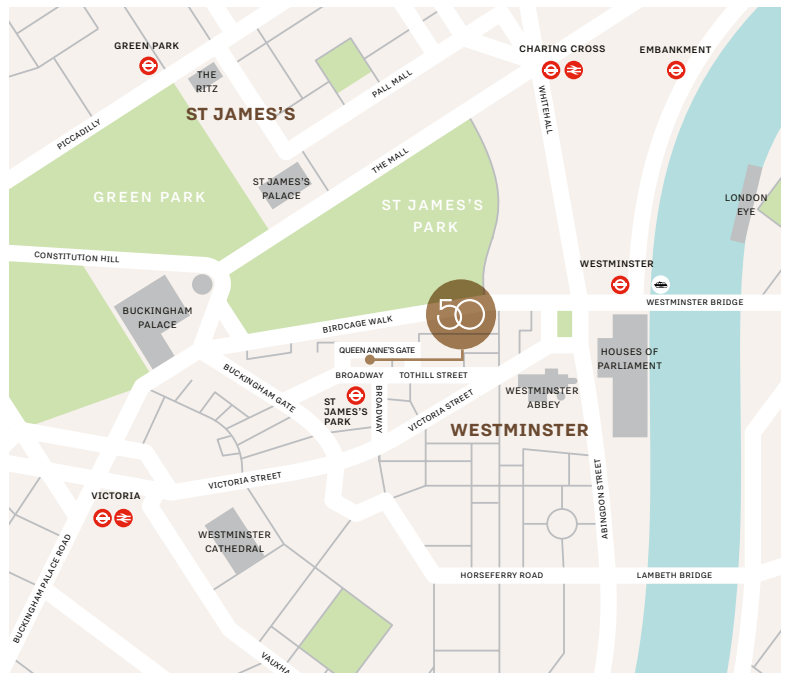 GREEN PARK
CHARING CROSS
EMBANKMENT
THE
RITZ
PALL MALL
WHITEHALL
ST JAMES'S
PICCADILLY
THE MALL
ST JAMES'S
PALACE
GREEN PARK
ST JAMES'S
PARK
LONDON
EYE
CONSTITUTION HILL
WESTMINSTER
WESTMINSTER BRIDGE
BUCKINGHAM
PALACE
50
BIRDCAGE WALK
QUEEN ANNE'S GATE
HOUSES OF
PARLIAMENT
BROADWAY
TOTHILL STREET
BUCKINGHAM GATE
ST
JAMES'S
PARK
BROADWAY
VICTORIA STREET
WESTMINSTER
ABBEY
WESTMINSTER
VICTORIA STREET
ABINGDON STREET
VICTORIA
WESTMINSTER
CATHEDRAL
BUCKINGHAM PALACE ROAD
HORSEFERRY ROAD
LAMBETH BRIDGE
VAUXHA